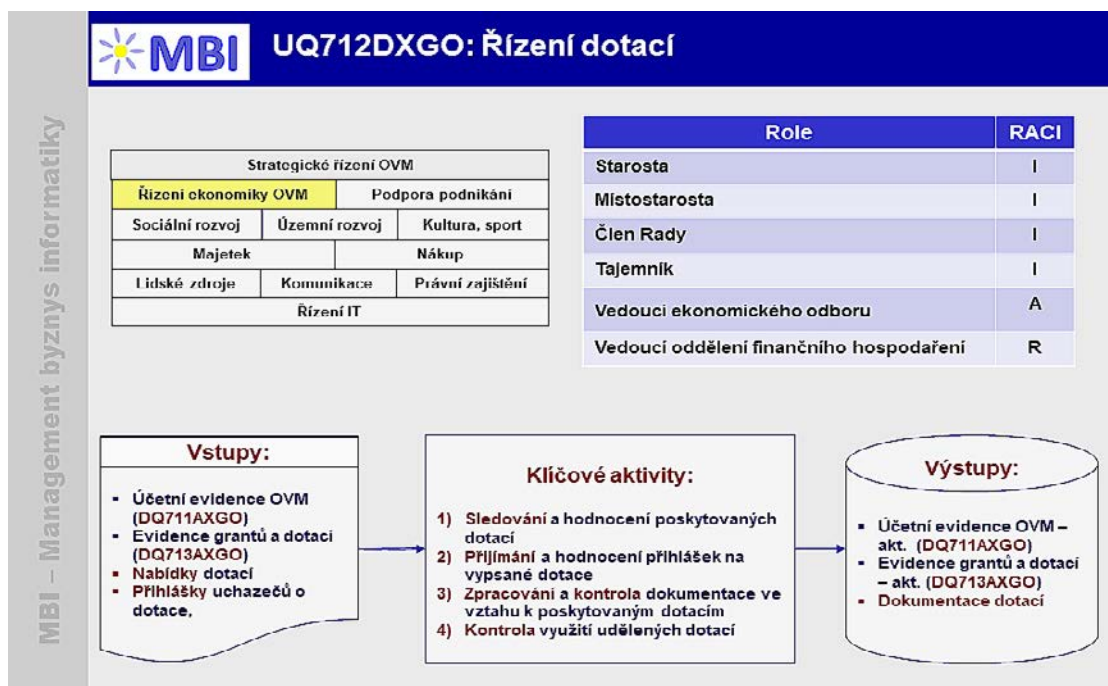 MBI
UQ712DXGO: Řízení dotací
MBI – Management byznys informatiky
Strategické řízení OVM
Řízení ekonomiky OVM
Podpora podnikání
Sociální rozvoj
Územní rozvoj
Kultura, sport
Majetek
Nákup
Lidské zdroje
Komunikace
Právní zajištění
Řízení IT
Role RACI
Starosta I
Místostarosta I
Člen Rady I
Tajemník I
Vedoucí ekonomického odboru A
Vedoucí oddělení finančního hospodaření R
Vstupy:
▪ Účetní evidence OVM
(DQ711AXGO)
▪ Evidence grantů a dotací
(DQ713AXGO)
▪ Nabídky dotací
▪ Přihlášky uchazečů o
dotace,
Klíčové aktivity:
1) Sledování a hodnocení poskytovaných
dotací
2) Přijímání a hodnocení přihlášek na
vypsané dotace
3) Zpracování a kontrola dokumentace ve
vztahu k poskytovaným dotacím
4) Kontrola využití udělených dotací
Výstupy:
▪ Účetní evidence OVM –
akt. (DQ711AXGO)
▪ Evidence grantů a dotací
– akt. (DQ713AXGO)
▪ Dokumentace dotací